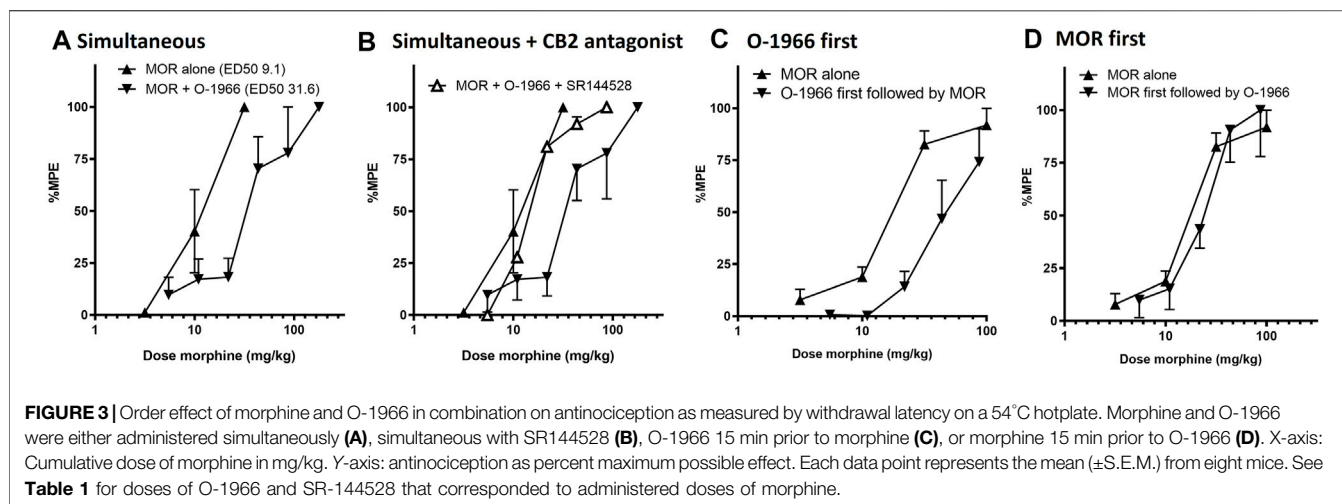 A Simultaneous
▲ MOR alone (ED50 9.1)
▼ MOR + O-1966 (ED50 31.6)
100
75
50
25
0
%MPE
1 10 100
Dose morphine (mg/kg)
B Simultaneous + CB2 antagonist
△ MOR + O-1966 + SR144528
100
75
50
25
0
%MPE
1 10 100
Dose morphine (mg/kg)
C O-1966 first
▲ MOR alone
▼ O-1966 first followed by MOR
100
75
50
25
0
%MPE
1 10 100
Dose morphine (mg/kg)
D MOR first
▲ MOR alone
▼ MOR first followed by O-1966
100
75
50
25
0
%MPE
1 10 100
Dose morphine (mg/kg)
FIGURE 3 | Order effect of morphine and O-1966 in combination on antinociception as measured by withdrawal latency on a 54°C hotplate. Morphine and O-1966
were either administered simultaneously (A), simultaneous with SR144528 (B), O-1966 15 min prior to morphine (C), or morphine 15 min prior to O-1966 (D). X-axis:
Cumulative dose of morphine in mg/kg. Y-axis: antinociception as percent maximum possible effect. Each data point represents the mean (±S.E.M.) from eight mice. See
Table 1 for doses of O-1966 and SR-144528 that corresponded to administered doses of morphine.